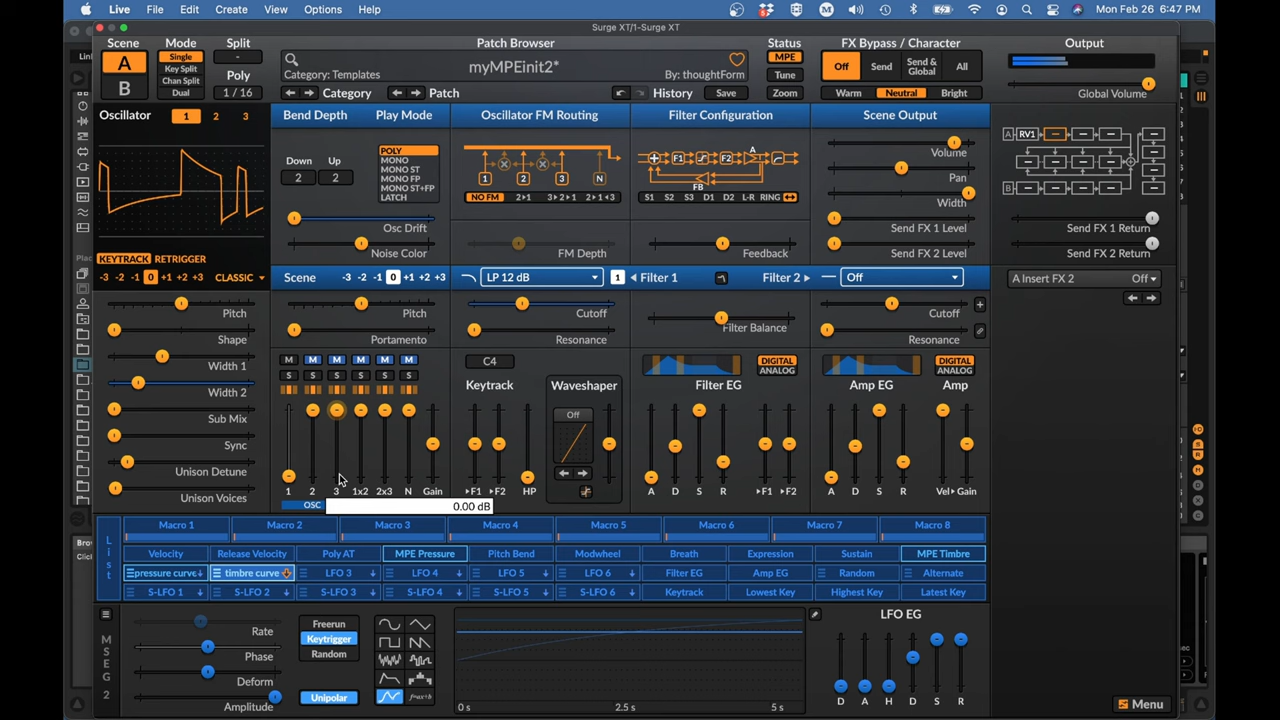 Live File Edit Create View Options Help Mon Feb 26 6:47 PM
Surge XT/1-Surge XT
Scene Mode Split
A Single -
Key Split
Chan Split Poly
B Dual 1 / 16
Patch Browser
myMPEinit2*
Category: Templates By: thoughtForm
Category Patch History Save
Status
MPE
Tune
Zoom
FX Bypass / Character
Off Send Send & Global All
Warm Neutral Bright
Output
Global Volume
Oscillator 1 2 3
KEYTRACK RETRIGGER
-3 -2 -1 0 +1 +2 +3 CLASSIC
Pitch
Shape
Width 1
Width 2
Sub Mix
Sync
Unison Detune
Unison Voices
Bend Depth Play Mode
Down Up
2 2
POLY
MONO
MONO ST
MONO FP
MONO ST+FP
LATCH
Osc Drift
Noise Color
Oscillator FM Routing
1 2 3 N
NO FM 2▸1 3▸2▸1 2▸1◂3
FM Depth
Filter Configuration
A
F1 F2
FB
S1 S2 S3 D1 D2 L-R RING
Feedback
Scene Output
Volume
Pan
Width
Send FX 1 Level
Send FX 2 Level
A RV1
B
Send FX 1 Return
Send FX 2 Return
A Insert FX 2 Off
Scene -3 -2 -1 0 +1 +2 +3
Pitch
Portamento
LP 12 dB 1 Filter 1 Filter 2 Off
Cutoff
Resonance
Filter Balance
Cutoff
Resonance
M M M M M M
S S S S S S
1 2 3 1x2 2x3 N Gain
OSC
0.00 dB
C4
Keytrack
F1 F2 HP
Waveshaper
Off
DIGITAL
ANALOG
Filter EG
A D S R F1 F2
DIGITAL
ANALOG
Amp EG Amp
A D S R Vel Gain
List
Macro 1 Macro 2 Macro 3 Macro 4 Macro 5 Macro 6 Macro 7 Macro 8
Velocity Release Velocity Poly AT MPE Pressure Pitch Bend Modwheel Breath Expression Sustain MPE Timbre
pressure curve timbre curve LFO 3 LFO 4 LFO 5 LFO 6 Filter EG Amp EG Random Alternate
S-LFO 1 S-LFO 2 S-LFO 3 S-LFO 4 S-LFO 5 S-LFO 6 Keytrack Lowest Key Highest Key Latest Key
MSEG 2
Rate
Phase
Deform
Amplitude
Freerun
Keytrigger
Random
Unipolar
f=ax+b
0 s 2.5 s 5 s
LFO EG
D A H D S R
Menu